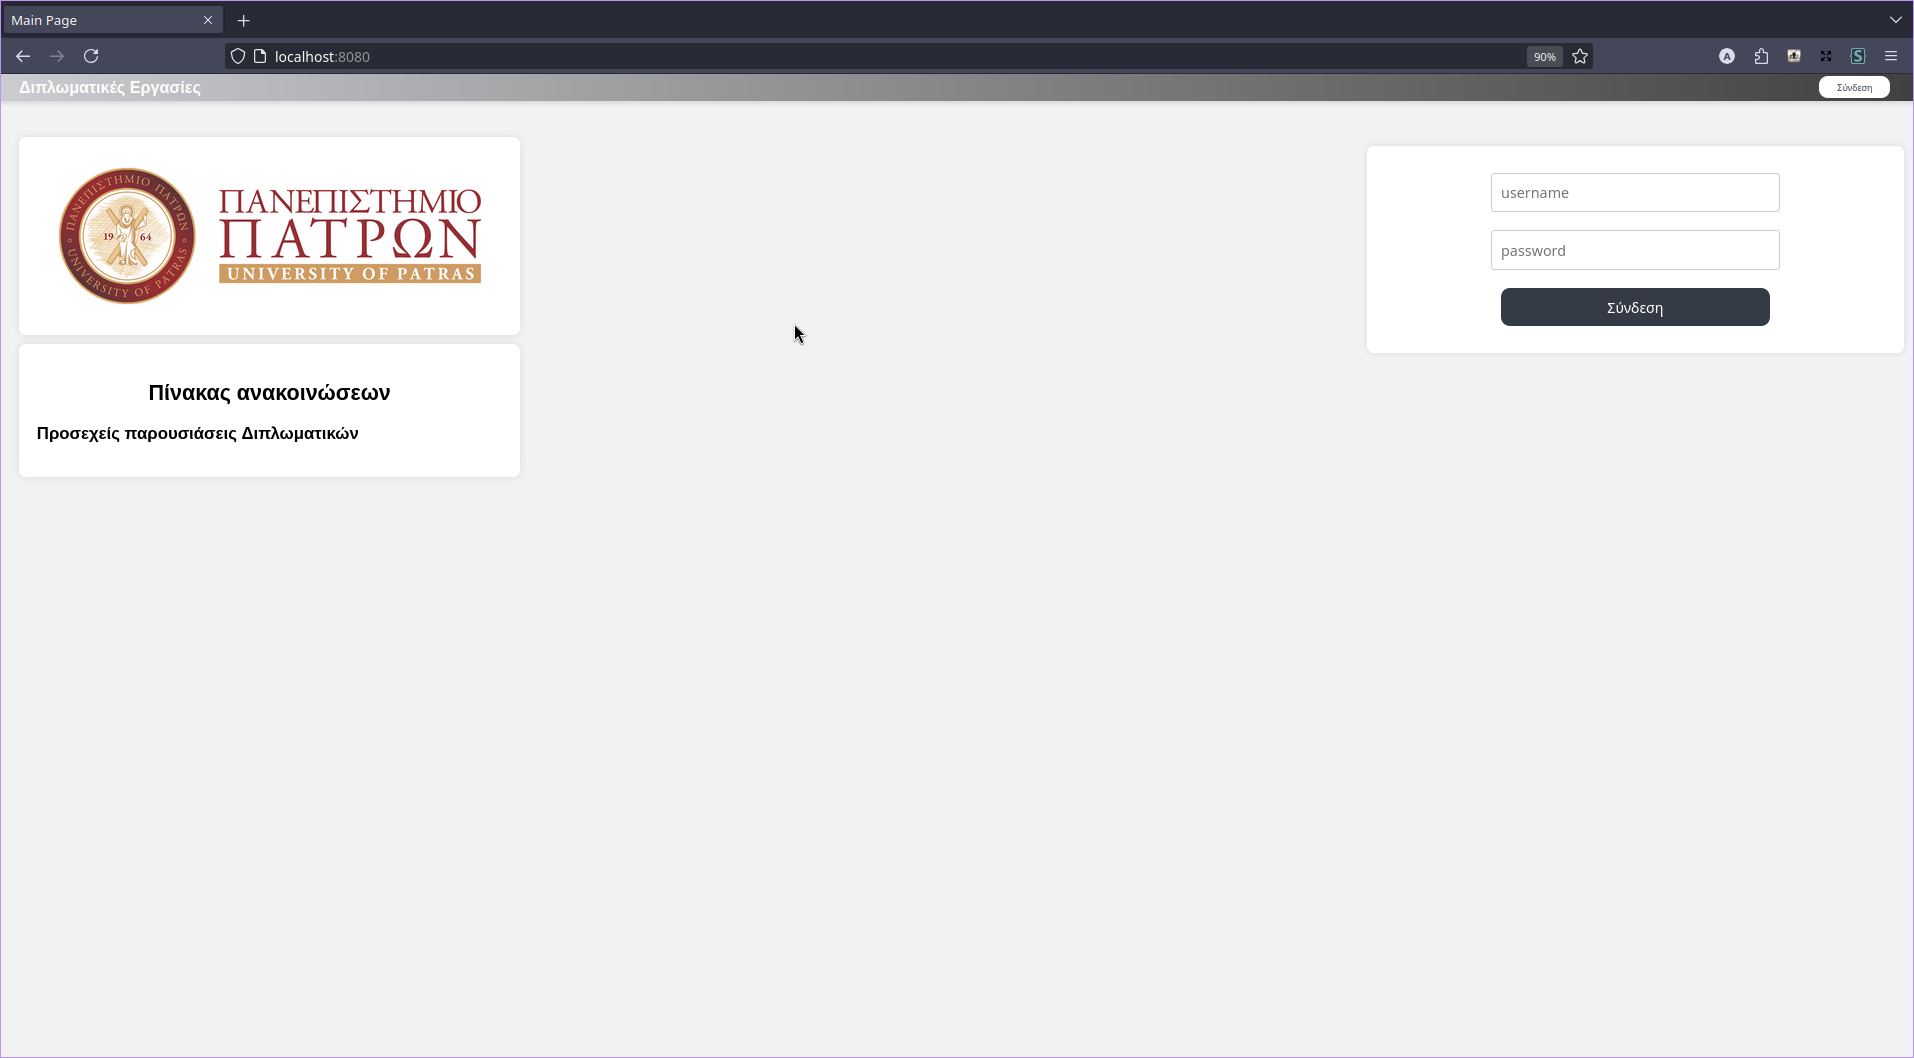 Main Page
localhost:8080
90%
A
S
Διπλωματικές Εργασίες
Σύνδεση
ΠΑΝΕΠΙΣΤΗΜΙΟ ΠΑΤΡΩΝ
19 64
UNIVERSITY OF PATRAS
ΠΑΝΕΠΙΣΤΗΜΙΟ
ΠΑΤΡΩΝ
UNIVERSITY OF PATRAS
username
password
Σύνδεση
Πίνακας ανακοινώσεων
Προσεχείς παρουσιάσεις Διπλωματικών